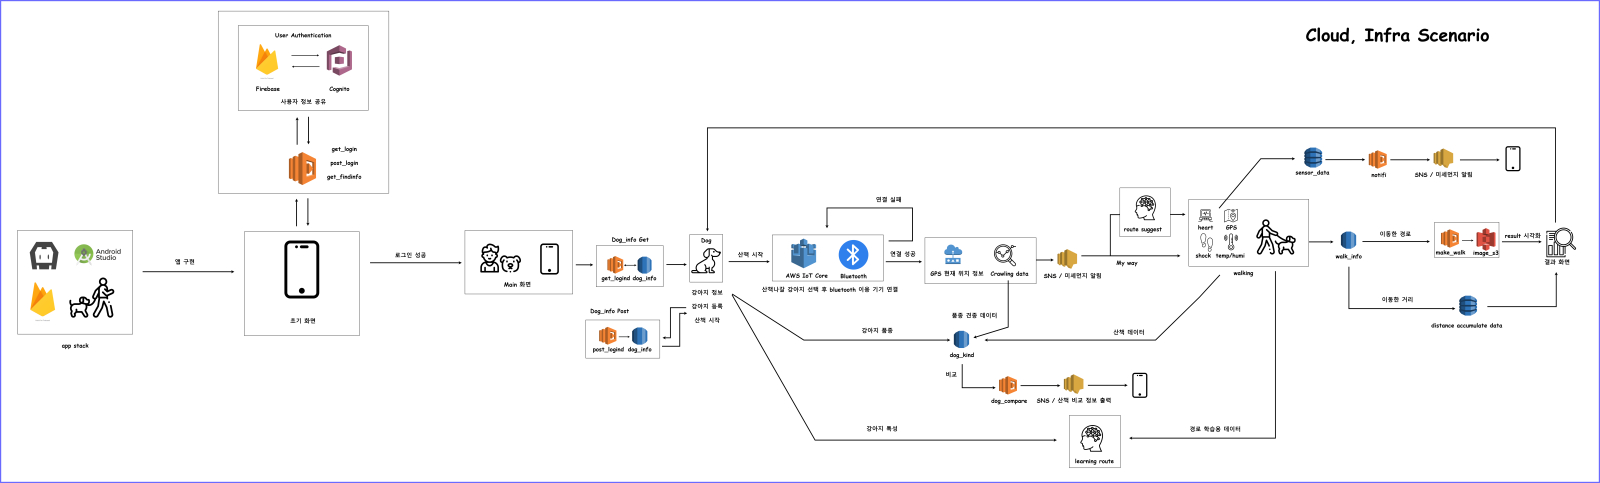 Cloud, Infra Scenario
User Authentication
Firebase
Cognito
사용자 정보 공유
get_login
post_login
get_findinfo
Android
Studio
app stack
앱 구현
초기 화면
로그인 성공
Main 화면
Dog_info Get
get_logind
dog_info
Dog_info Post
post_logind
dog_info
Dog
강아지 정보
강아지 등록
산책 시작
산책 시작
연결 실패
AWS IoT Core
Bluetooth
산책나갈 강아지 선택 후 bluetooth 이용 기기 연결
연결 성공
GPS 현재 위치 정보
Crawling data
SNS / 미세먼지 알림
route suggest
My way
heart
GPS
shock
temp/humi
walking
sensor_data
notifi
SNS / 미세먼지 알림
walk_info
이동한 경로
make_walk
image_s3
result 시각화
결과 화면
이동한 거리
distance accumulate data
품종 견종 데이터
강아지 품종
dog_kind
산책 데이터
비교
dog_compare
SNS / 산책 비교 정보 출력
강아지 특성
learning route
경로 학습용 데이터